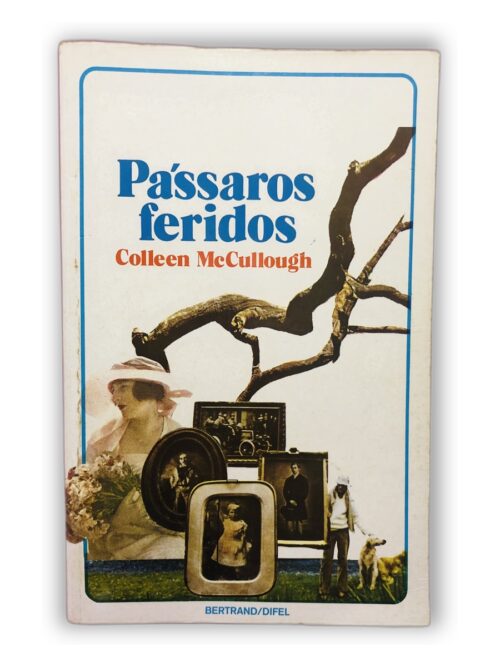 Pássaros
feridos
Colleen McCullough
BERTRAND/DIFEL